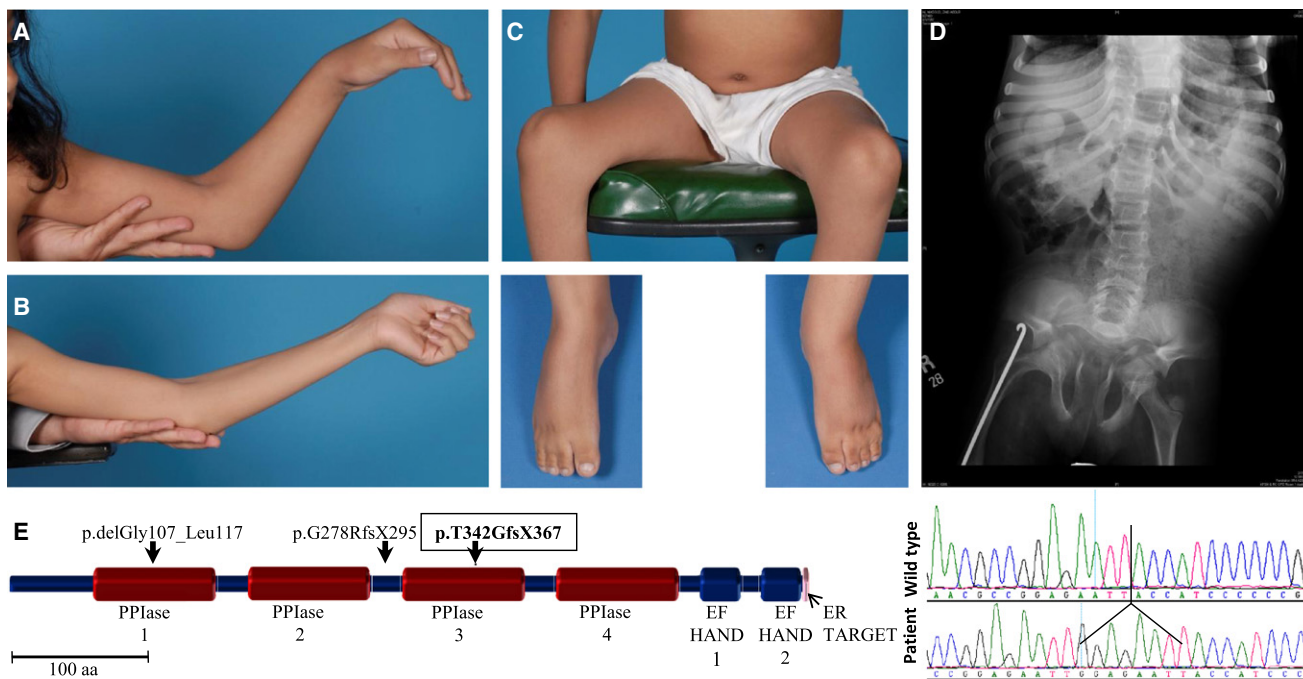 A
B
C
D
R
28
E
p.delGly107_Leu117
p.G278RfsX295
p.T342GfsX367
PPIase
1
PPIase
2
PPIase
3
PPIase
4
EF
HAND
1
EF
HAND
2
ER
TARGET
100 aa
Wild type
A A C G C C G G A G A A T T A C C A T C C C C C C G
Patient
C C G G A G A A T T G G A G A A T T A C C A T C C C